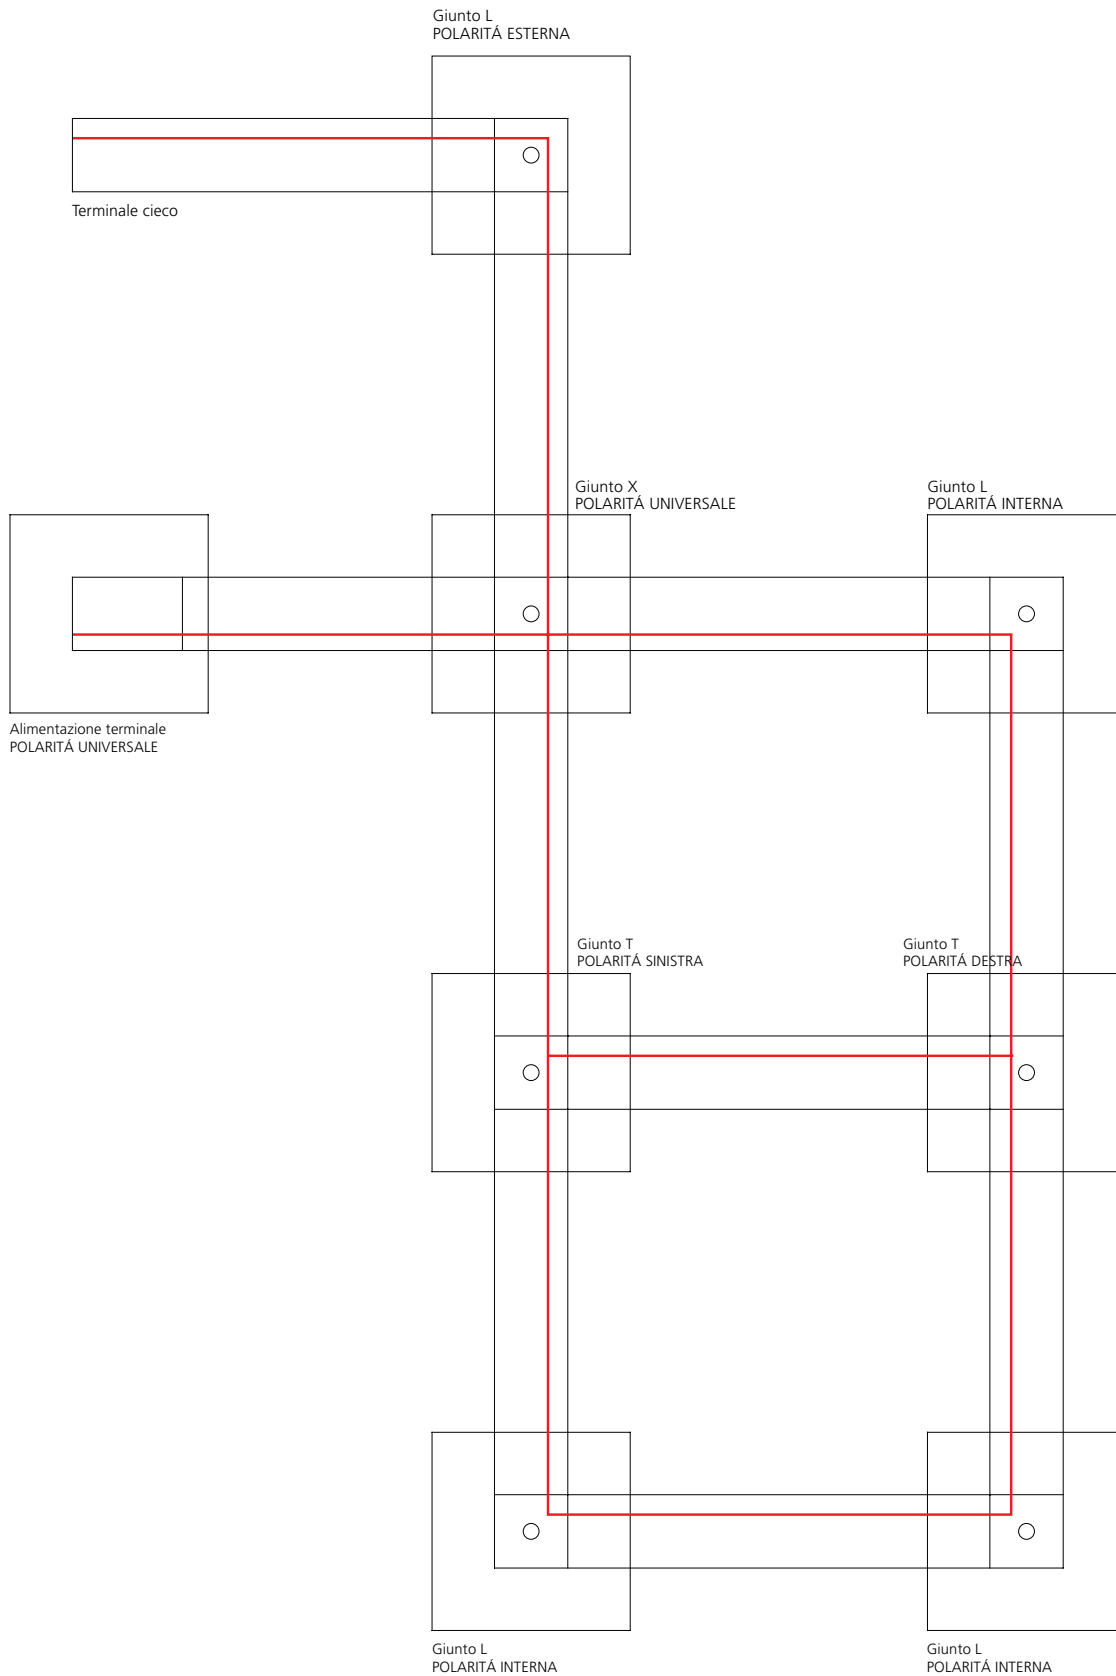 Giunto L
POLARITÁ ESTERNA
Terminale cieco
Giunto X
POLARITÁ UNIVERSALE
Giunto L
POLARITÁ INTERNA
Alimentazione terminale
POLARITÁ UNIVERSALE
Giunto T
POLARITÁ SINISTRA
Giunto T
POLARITÁ DESTRA
Giunto L
POLARITÁ INTERNA
Giunto L
POLARITÁ INTERNA